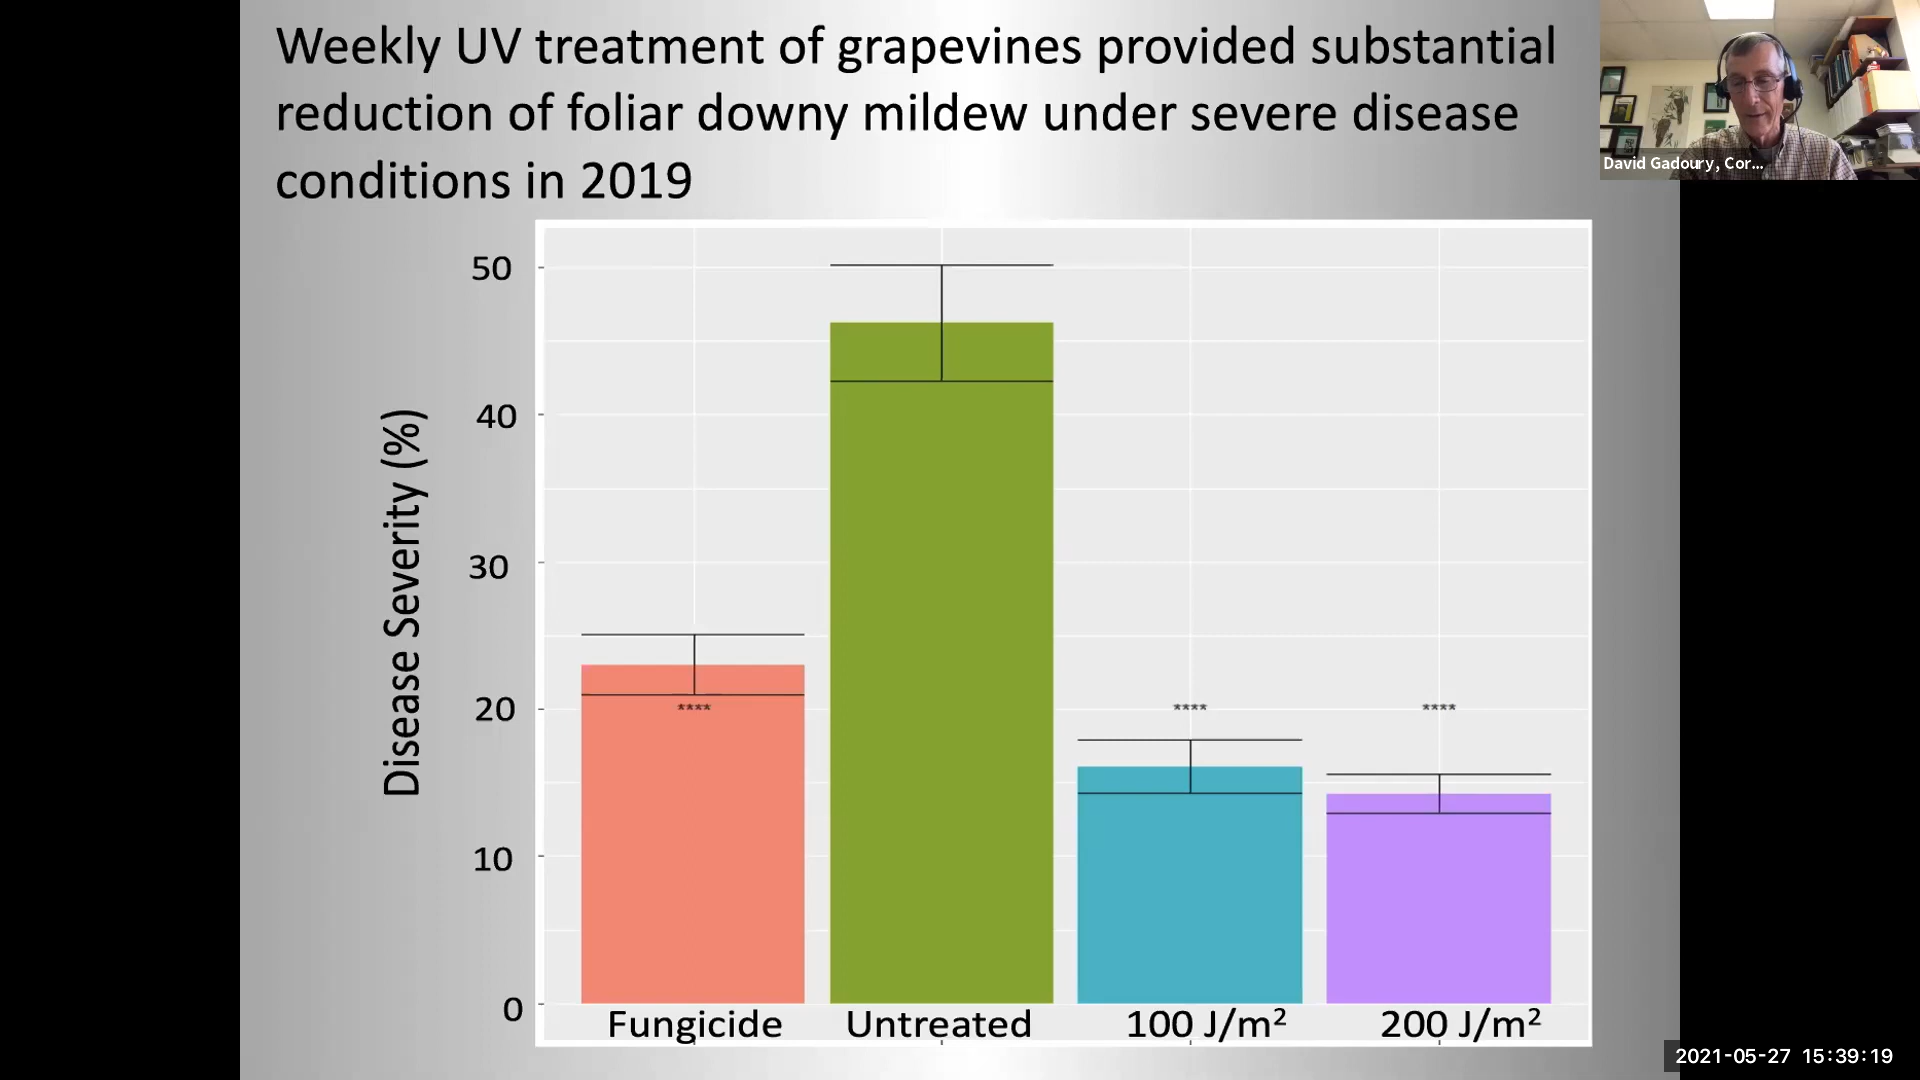 Weekly UV treatment of grapevines provided substantial
reduction of foliar downy mildew under severe disease
conditions in 2019
David Gadoury, Cor...
Disease Severity (%)
50
40
30
20
10
0
****
****
****
Fungicide
Untreated
100 J/m²
200 J/m²
2021-05-27 15:39:19